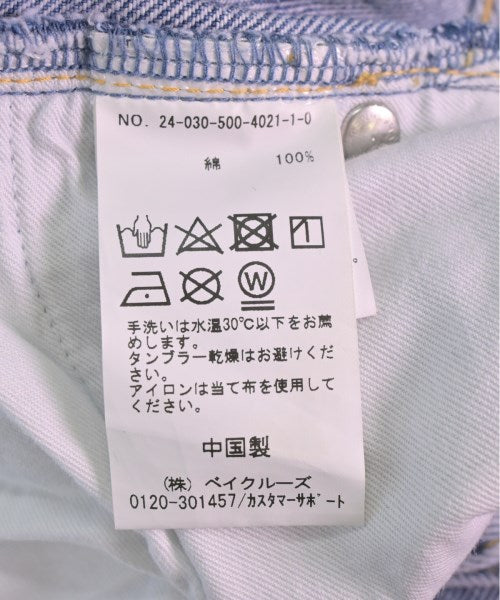 NO. 24-030-500-4021-1-0
綿 100%
W
手洗いは水温30℃以下をお薦
めします。
タンブラー乾燥はお避けくだ
さい。
アイロンは当て布を使用して
ください。
中国製
(株) ベイクルーズ
0120-301457/カスタマーサポート